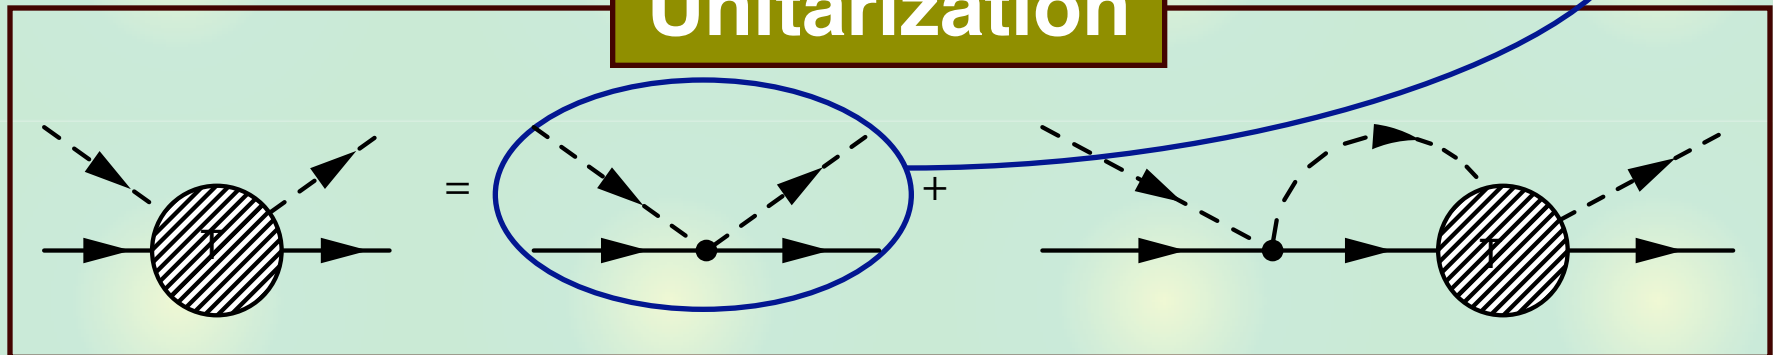 Unitarization
T = + T